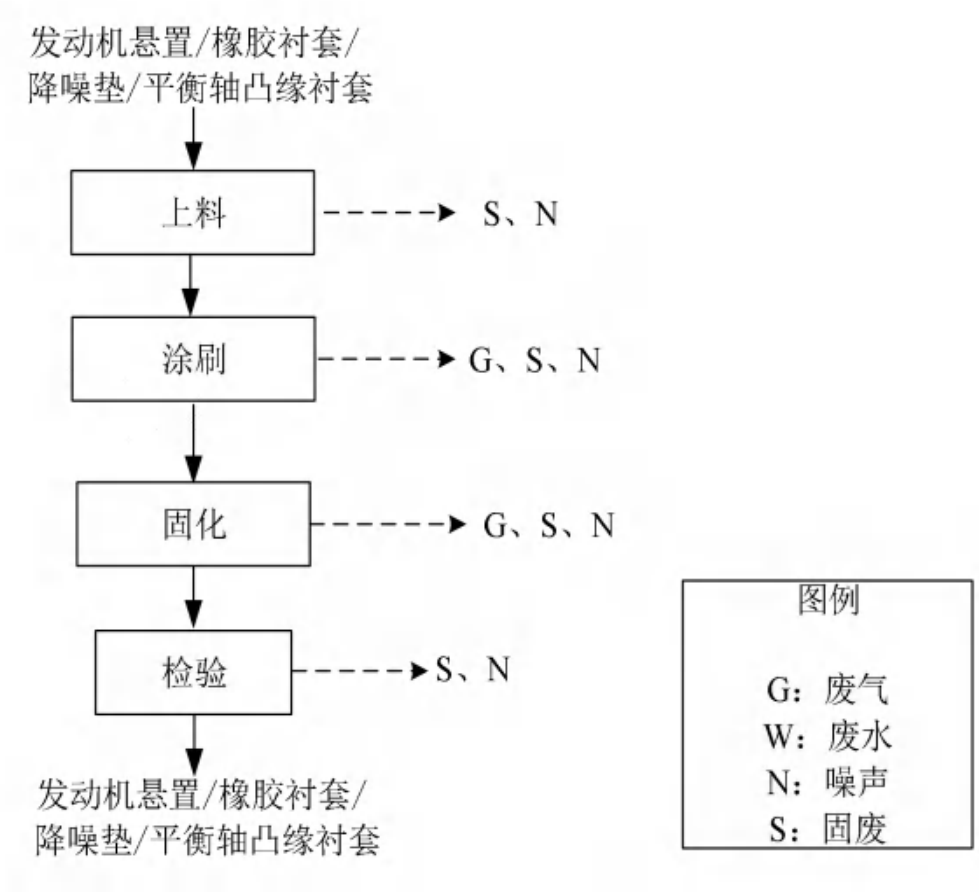 发动机悬置/橡胶衬套/
降噪垫/平衡轴凸缘衬套
上料
S、N
涂刷
G、S、N
固化
G、S、N
检验
S、N
发动机悬置/橡胶衬套/
降噪垫/平衡轴凸缘衬套
图例
G：废气
W：废水
N：噪声
S：固废